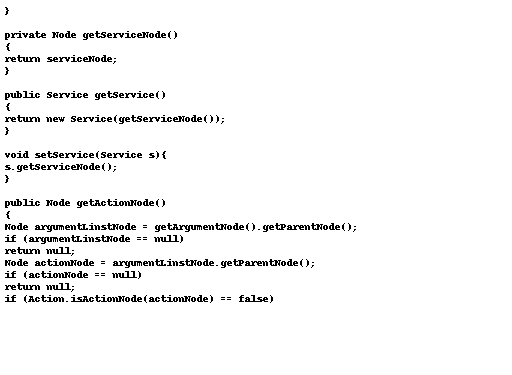 }
private Node getServiceNode()
{
return serviceNode;
}
public Service getService()
{
return new Service(getServiceNode());
}
void setService(Service s){
s.getServiceNode();
}
public Node getActionNode()
{
Node argumentLinstNode = getArgumentNode().getParentNode();
if (argumentLinstNode == null)
return null;
Node actionNode = argumentLinstNode.getParentNode();
if (actionNode == null)
return null;
if (Action.isActionNode(actionNode) == false)